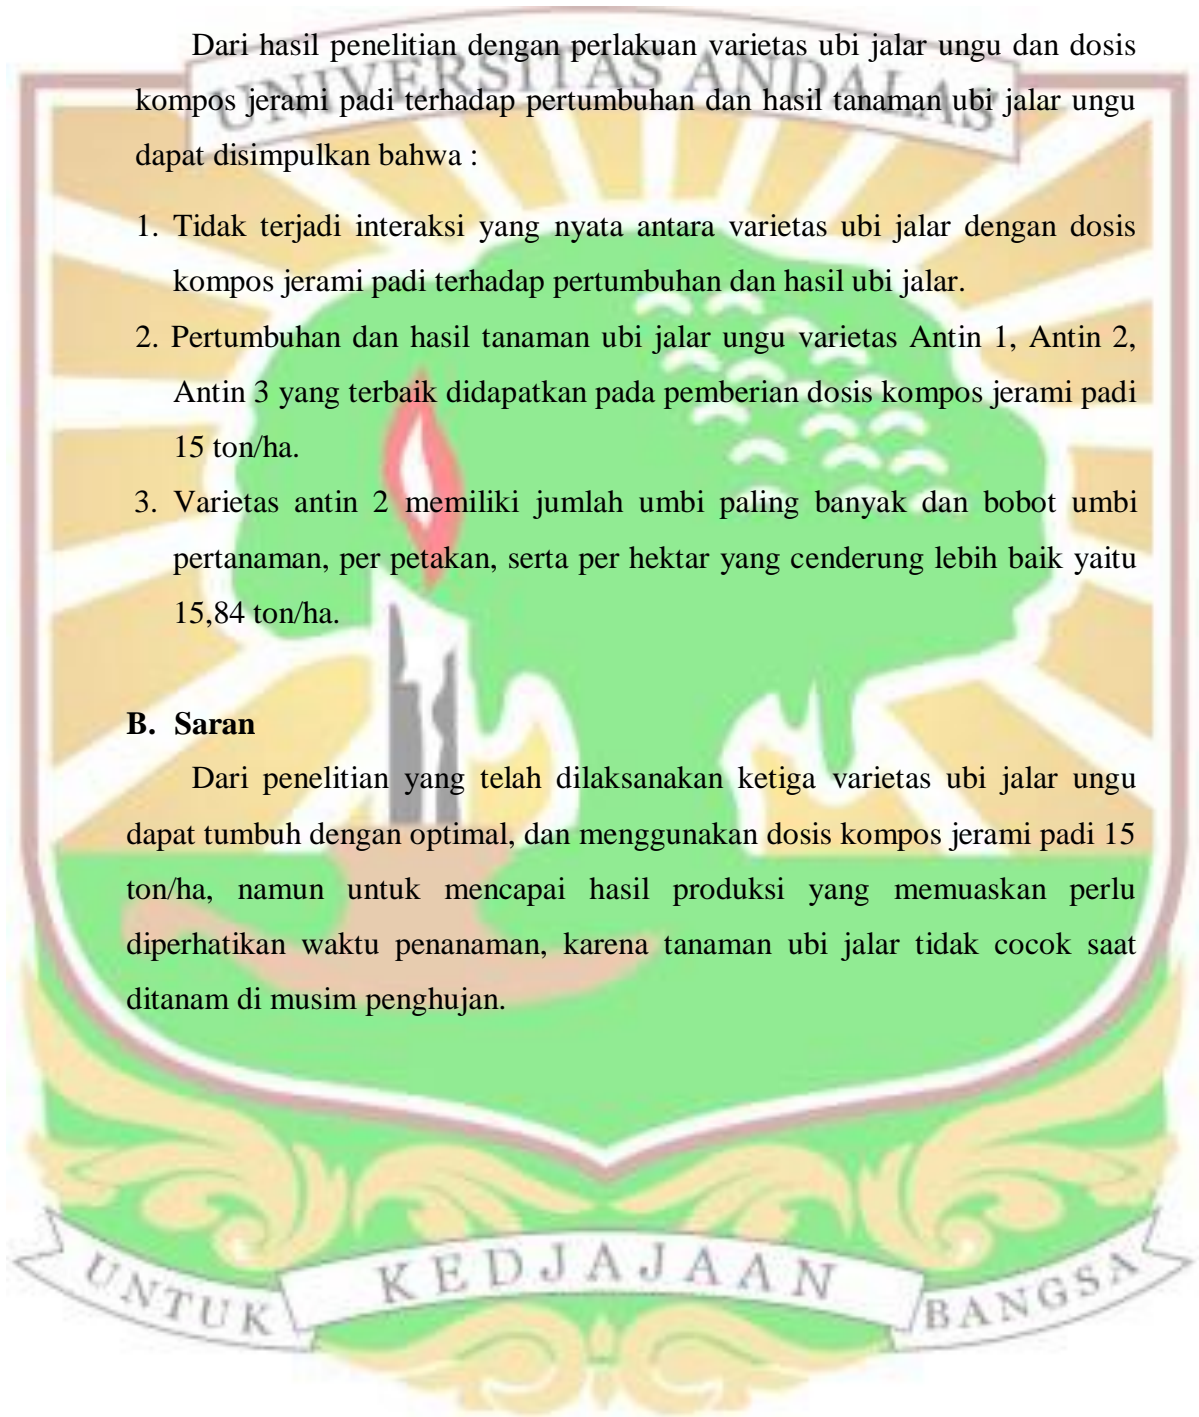 Dari hasil penelitian dengan perlakuan varietas ubi jalar ungu dan dosis
UNIVERSITAS ANDALAS
kompos jerami padi terhadap pertumbuhan dan hasil tanaman ubi jalar ungu
dapat disimpulkan bahwa :
1. Tidak terjadi interaksi yang nyata antara varietas ubi jalar dengan dosis
kompos jerami padi terhadap pertumbuhan dan hasil ubi jalar.
2. Pertumbuhan dan hasil tanaman ubi jalar ungu varietas Antin 1, Antin 2,
Antin 3 yang terbaik didapatkan pada pemberian dosis kompos jerami padi
15 ton/ha.
3. Varietas antin 2 memiliki jumlah umbi paling banyak dan bobot umbi
pertanaman, per petakan, serta per hektar yang cenderung lebih baik yaitu
15,84 ton/ha.
B. Saran
Dari penelitian yang telah dilaksanakan ketiga varietas ubi jalar ungu
dapat tumbuh dengan optimal, dan menggunakan dosis kompos jerami padi 15
ton/ha, namun untuk mencapai hasil produksi yang memuaskan perlu
diperhatikan waktu penanaman, karena tanaman ubi jalar tidak cocok saat
ditanam di musim penghujan.
UNTUK KEDJAJAAN BANGSA